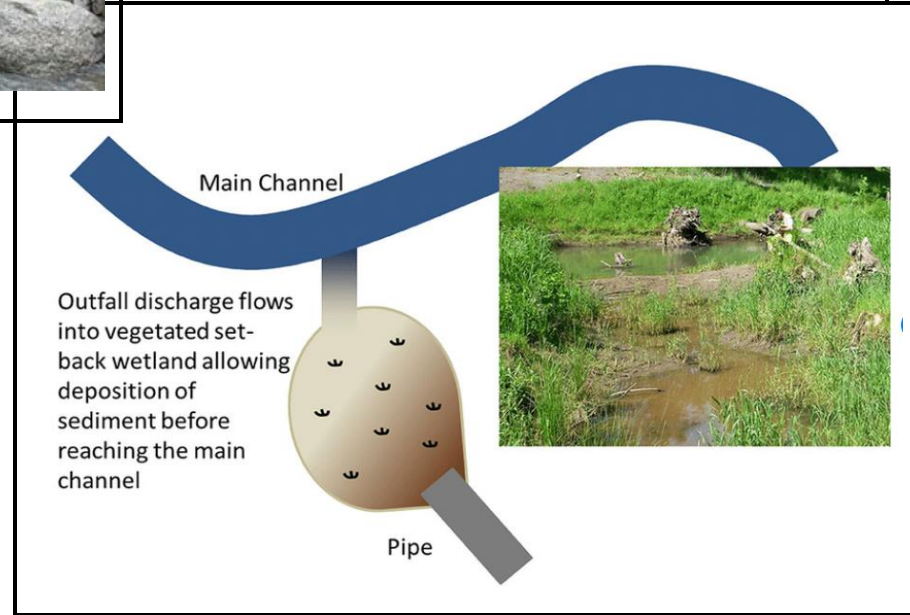 Main Channel
Outfall discharge flows
into vegetated set-
back wetland allowing
deposition of
sediment before
reaching the main
channel
Pipe